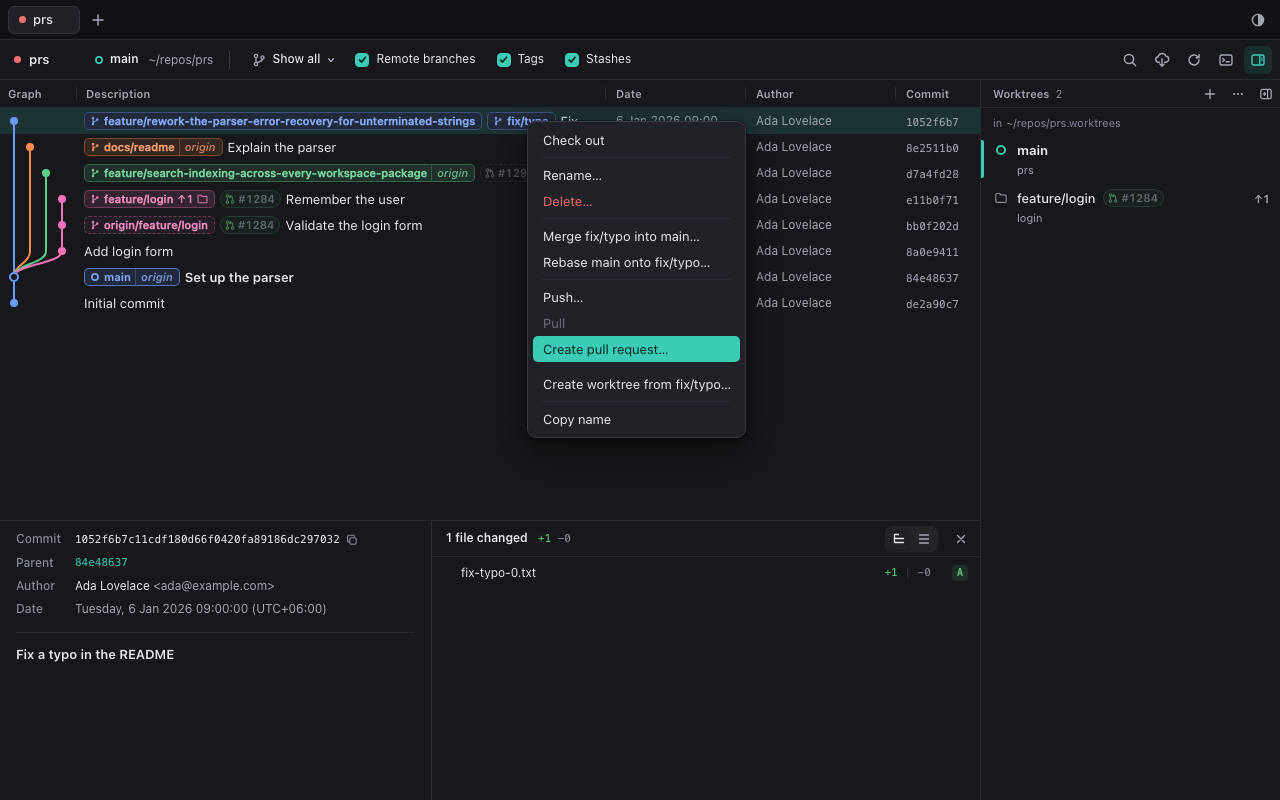 prs
prs main ~/repos/prs Show all Remote branches Tags Stashes
Graph Description Date Author Commit Worktrees 2
feature/rework-the-parser-error-recovery-for-unterminated-strings fix/typo Fix 6 Jan 2026 09:00 Ada Lovelace 1052f6b7
in ~/repos/prs.worktrees
docs/readme origin Explain the parser Ada Lovelace 8e2511b0
main
prs
feature/search-indexing-across-every-workspace-package origin #129 Ada Lovelace d7a4fd28
feature/login ↑1 #1284 Remember the user Ada Lovelace e11b0f71
feature/login #1284 ↑1
login
origin/feature/login #1284 Validate the login form Ada Lovelace bb0f202d
Add login form Ada Lovelace 8a0e9411
main origin Set up the parser Ada Lovelace 84e48637
Initial commit Ada Lovelace de2a90c7
Check out
Rename...
Delete...
Merge fix/typo into main...
Rebase main onto fix/typo...
Push...
Pull
Create pull request...
Create worktree from fix/typo...
Copy name
Commit 1052f6b7c11cdf180d66f0420fa89186dc297032
Parent 84e48637
Author Ada Lovelace <ada@example.com>
Date Tuesday, 6 Jan 2026 09:00:00 (UTC+06:00)
Fix a typo in the README
1 file changed +1 −0
fix-typo-0.txt +1 | −0 A